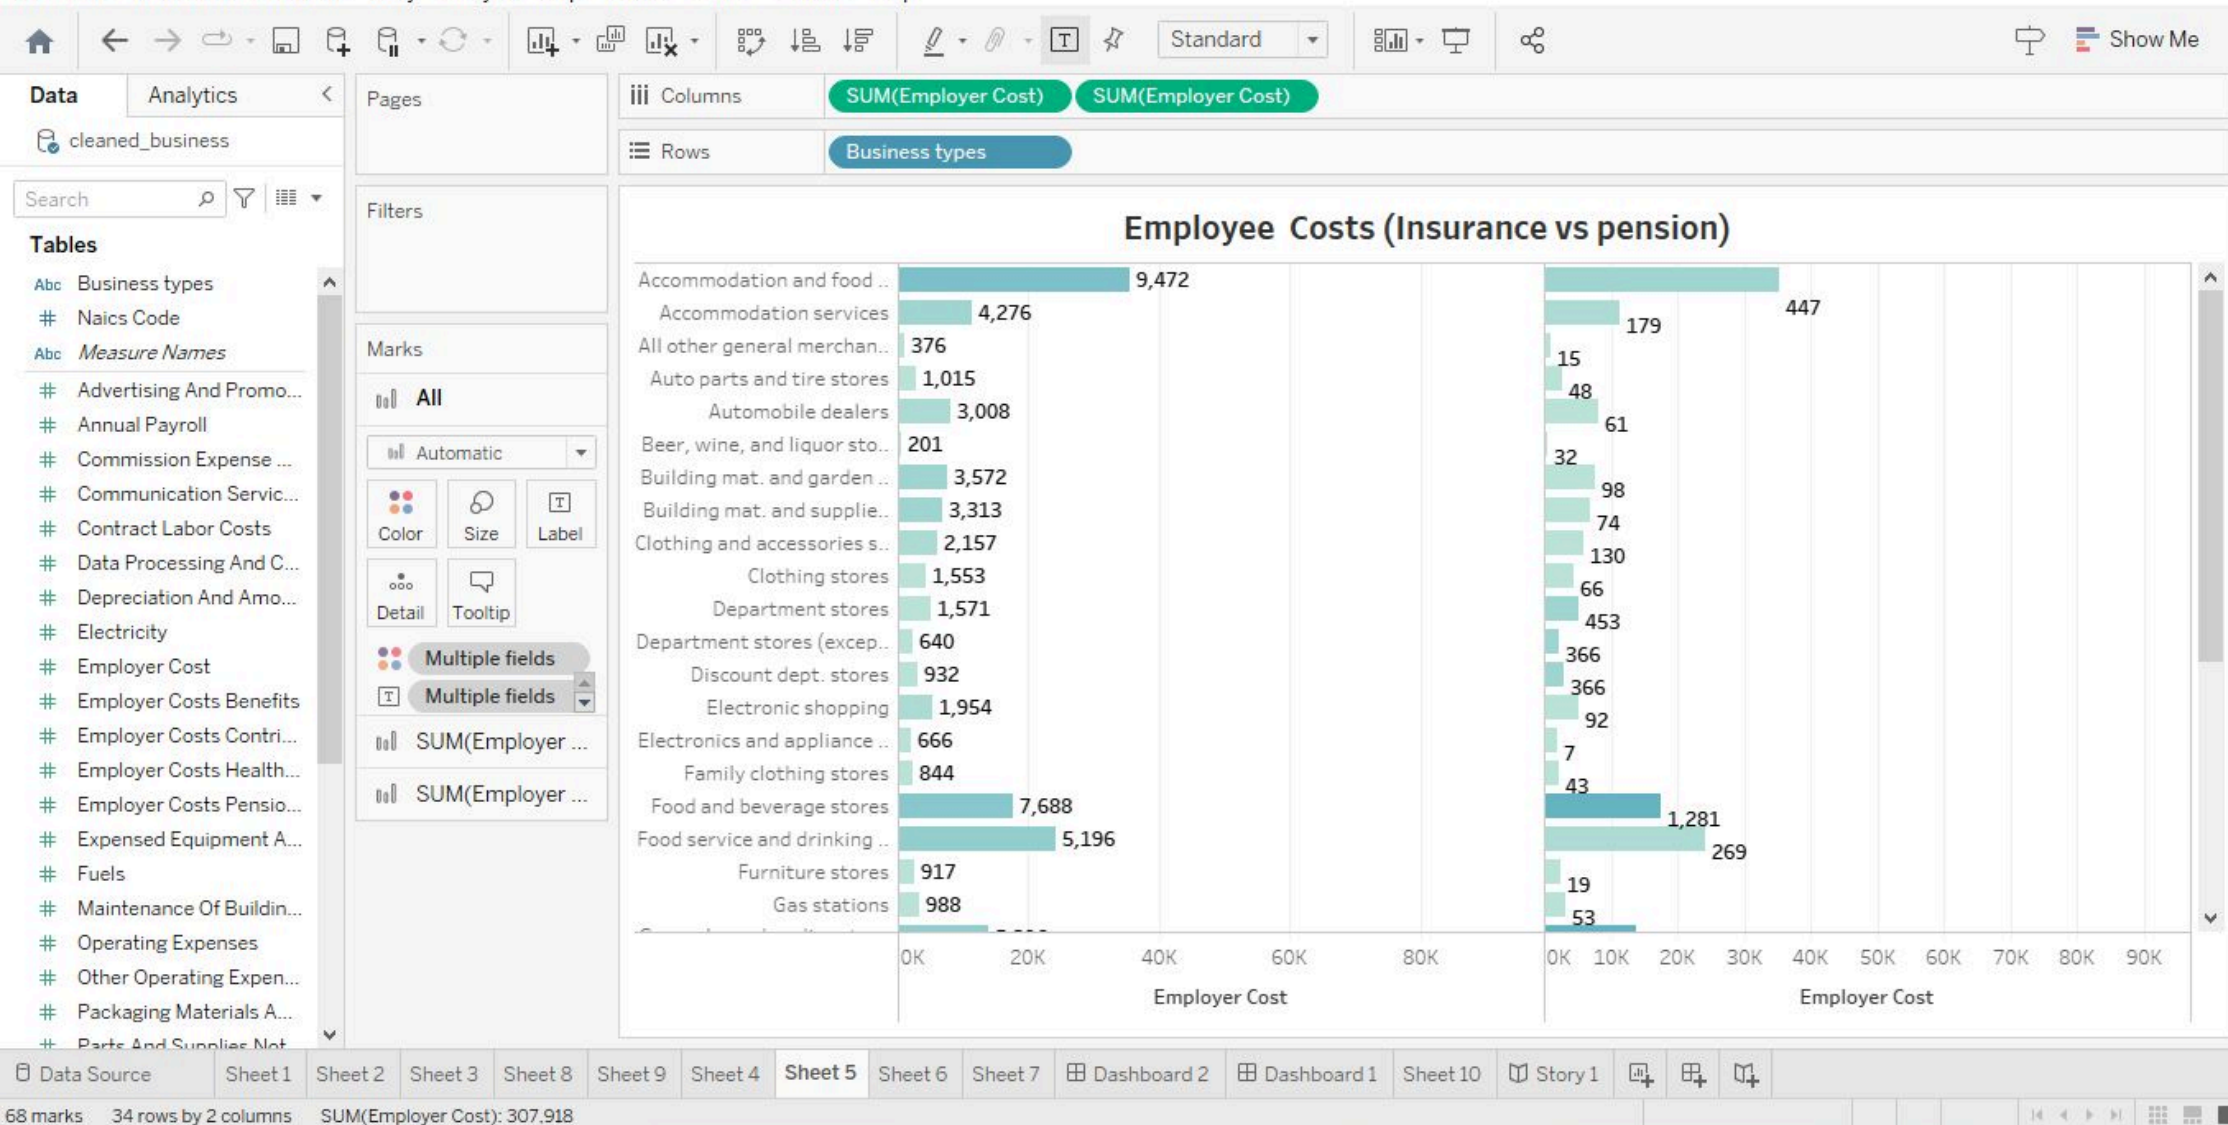 Standard
Show Me
Data
Analytics
cleaned_business
Search
Tables
Abc Business types
# Naics Code
Abc Measure Names
# Advertising And Promo...
# Annual Payroll
# Commission Expense ...
# Communication Servic...
# Contract Labor Costs
# Data Processing And C...
# Depreciation And Amo...
# Electricity
# Employer Cost
# Employer Costs Benefits
# Employer Costs Contri...
# Employer Costs Health...
# Employer Costs Pensio...
# Expensed Equipment A...
# Fuels
# Maintenance Of Buildin...
# Operating Expenses
# Other Operating Expen...
# Packaging Materials A...
# Parts And Supplies Not
Pages
Filters
Marks
All
Automatic
Color Size Label
Detail Tooltip
Multiple fields
Multiple fields
SUM(Employer ...
SUM(Employer ...
Columns SUM(Employer Cost) SUM(Employer Cost)
Rows Business types
Employee Costs (Insurance vs pension)
Accommodation and food .. 9,472 447
Accommodation services 4,276 179
All other general merchan.. 376 15
Auto parts and tire stores 1,015 48
Automobile dealers 3,008 61
Beer, wine, and liquor sto.. 201 32
Building mat. and garden .. 3,572 98
Building mat. and supplie.. 3,313 74
Clothing and accessories s.. 2,157 130
Clothing stores 1,553 66
Department stores 1,571 453
Department stores (excep.. 640 366
Discount dept. stores 932 366
Electronic shopping 1,954 92
Electronics and appliance .. 666 7
Family clothing stores 844 43
Food and beverage stores 7,688 1,281
Food service and drinking .. 5,196 269
Furniture stores 917 19
Gas stations 988 53
0K 20K 40K 60K 80K 0K 10K 20K 30K 40K 50K 60K 70K 80K 90K
Employer Cost Employer Cost
Data Source Sheet 1 Sheet 2 Sheet 3 Sheet 8 Sheet 9 Sheet 4 Sheet 5 Sheet 6 Sheet 7 Dashboard 2 Dashboard 1 Sheet 10 Story 1
68 marks 34 rows by 2 columns SUM(Employer Cost): 307,918